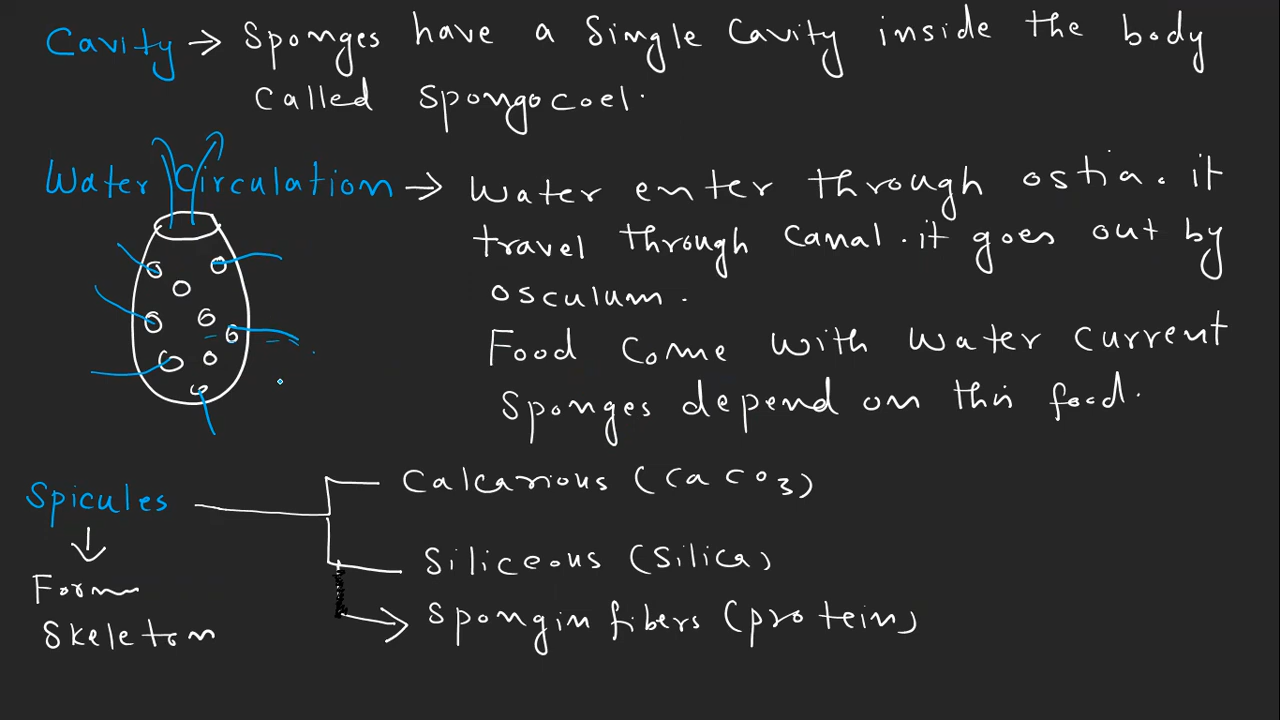 Cavity → Sponges have a Single Cavity inside the body
Called Spongocoel.
Water Circulation → Water enter through ostia. it
travel through Canal. it goes out by
osculum.
Food Come with Water Current
Sponges depend on this food.
Spicules
Calcarious (CaCO3)
Siliceous (Silica)
Form
Skeleton
Spongin fibers (protein)